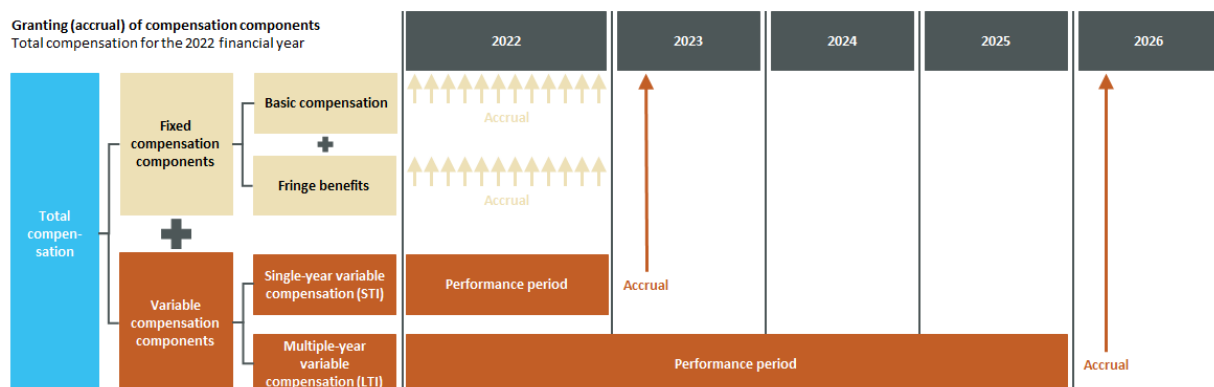 Granting (accrual) of compensation components
Total compensation for the 2022 financial year
2022
2023
2024
2025
2026
Total
compen-
sation
Fixed
compensation
components
Basic compensation
Accrual
Fringe benefits
Accrual
Variable
compensation
components
Single-year variable
compensation (STI)
Performance period
Accrual
Multiple-year
variable
compensation (LTI)
Performance period
Accrual